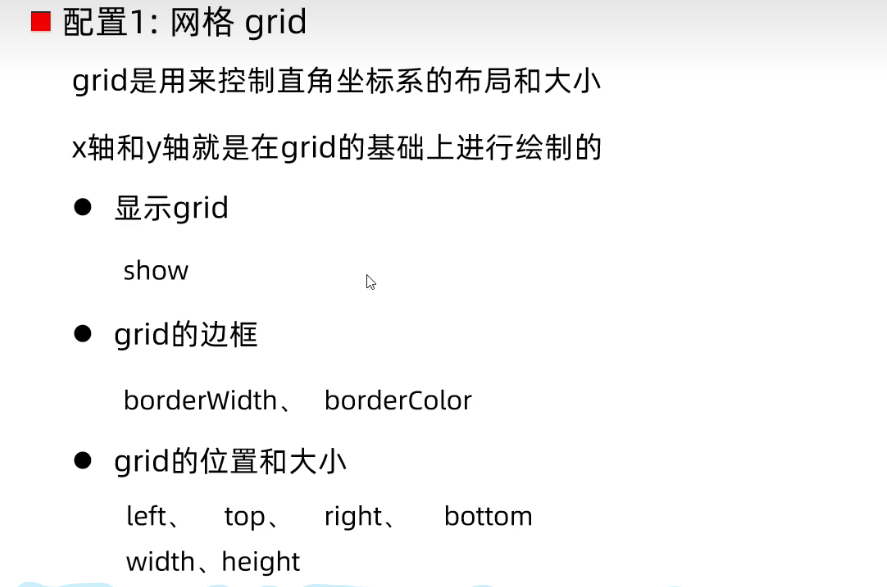 配置1: 网格 grid
grid是用来控制直角坐标系的布局和大小
x轴和y轴就是在grid的基础上进行绘制的
显示grid
show
grid的边框
borderWidth、 borderColor
grid的位置和大小
left、 top、 right、 bottom
width、height